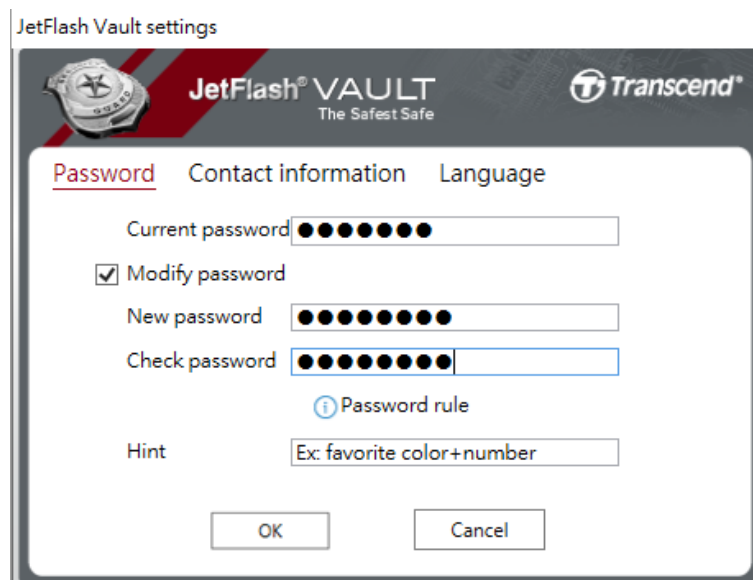 JetFlash Vault settings
JetFlash® VAULT
The Safest Safe
Transcend®
GUARD
Password Contact information Language
Current password ●●●●●●●
Modify password
New password ●●●●●●●●
Check password ●●●●●●●●
Password rule
Hint Ex: favorite color+number
OK Cancel